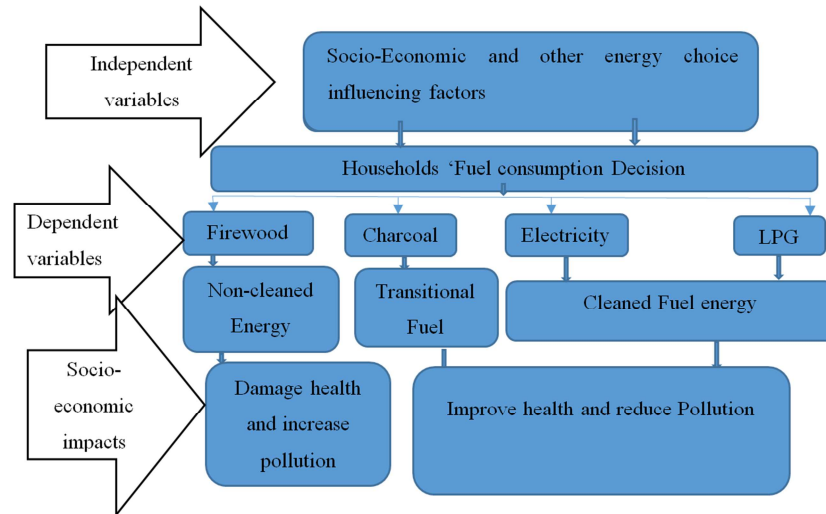 Independent
variables
Socio-Economic and other energy choice
influencing factors
Households ‘Fuel consumption Decision
Dependent
variables
Firewood
Charcoal
Electricity
LPG
Non-cleaned
Energy
Transitional
Fuel
Cleaned Fuel energy
Socio-
economic
impacts
Damage health
and increase
pollution
Improve health and reduce Pollution